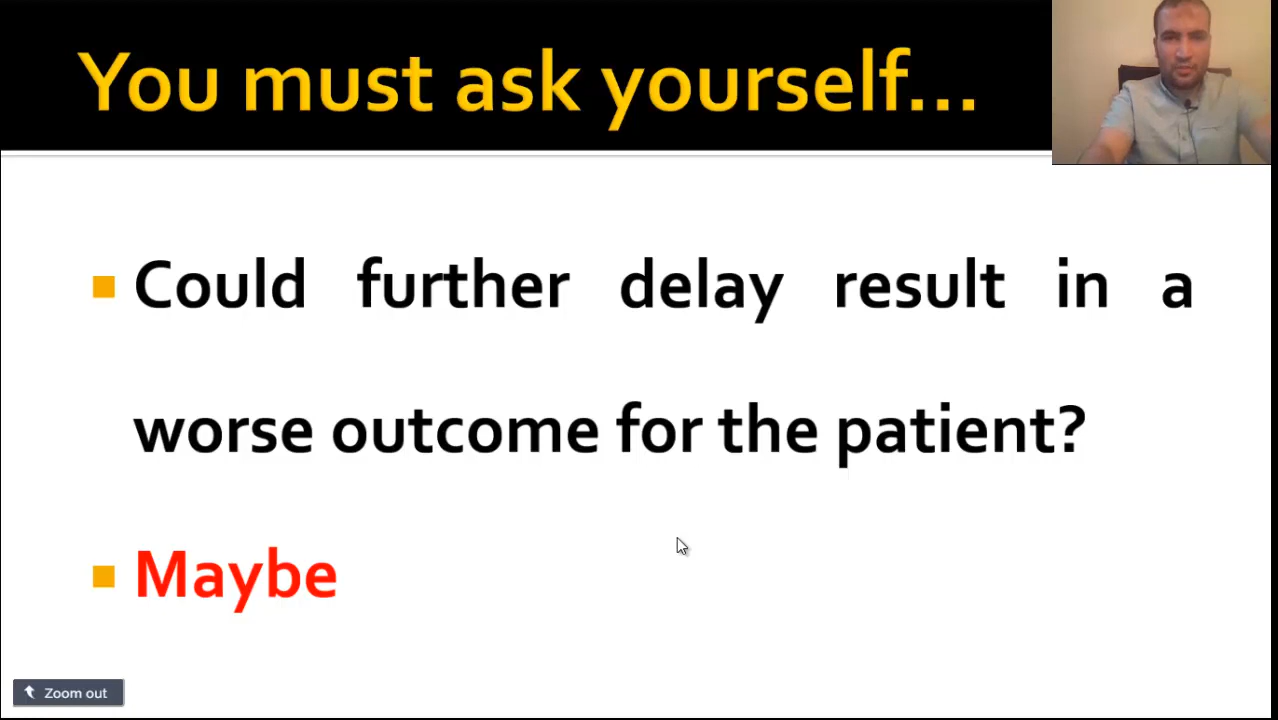 You must ask yourself...
Could further delay result in a
worse outcome for the patient?
Maybe
Zoom out